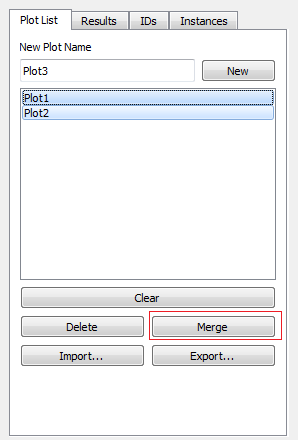 Plot List Results IDs Instances
New Plot Name
Plot3 New
Plot1
Plot2
Clear
Delete Merge
Import... Export...